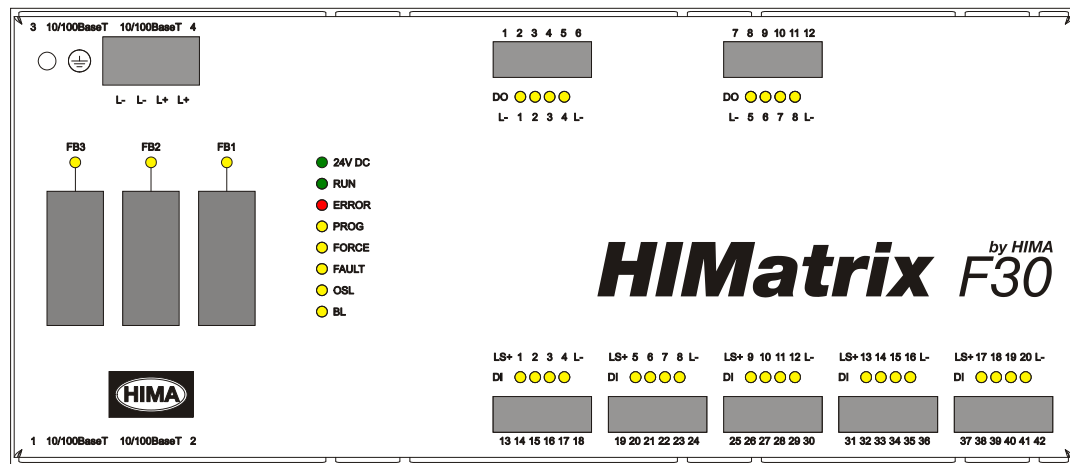 3 10/100BaseT 10/100BaseT 4
1 2 3 4 5 6
7 8 9 10 11 12
L- L- L+ L+
DO
L- 1 2 3 4 L-
DO
L- 5 6 7 8 L-
FB3 FB2 FB1
24V DC
RUN
ERROR
PROG
FORCE
FAULT
OSL
BL
HIMatrix by HIMA
F30
LS+ 1 2 3 4 L-
DI
13 14 15 16 17 18
LS+ 5 6 7 8 L-
DI
19 20 21 22 23 24
LS+ 9 10 11 12 L-
DI
25 26 27 28 29 30
LS+ 13 14 15 16 L-
DI
31 32 33 34 35 36
LS+ 17 18 19 20 L-
DI
37 38 39 40 41 42
HIMA
1 10/100BaseT 10/100BaseT 2